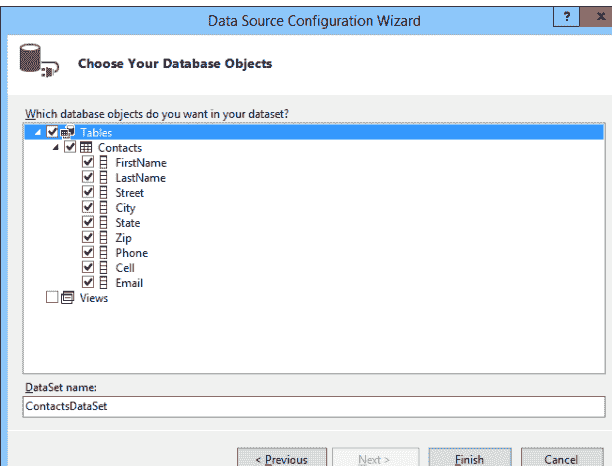 Data Source Configuration Wizard
?
x
Choose Your Database Objects
Which database objects do you want in your dataset?
Tables
Contacts
FirstName
LastName
Street
City
State
Zip
Phone
Cell
Email
Views
DataSet name:
ContactsDataSet
< Previous
Next >
Finish
Cancel